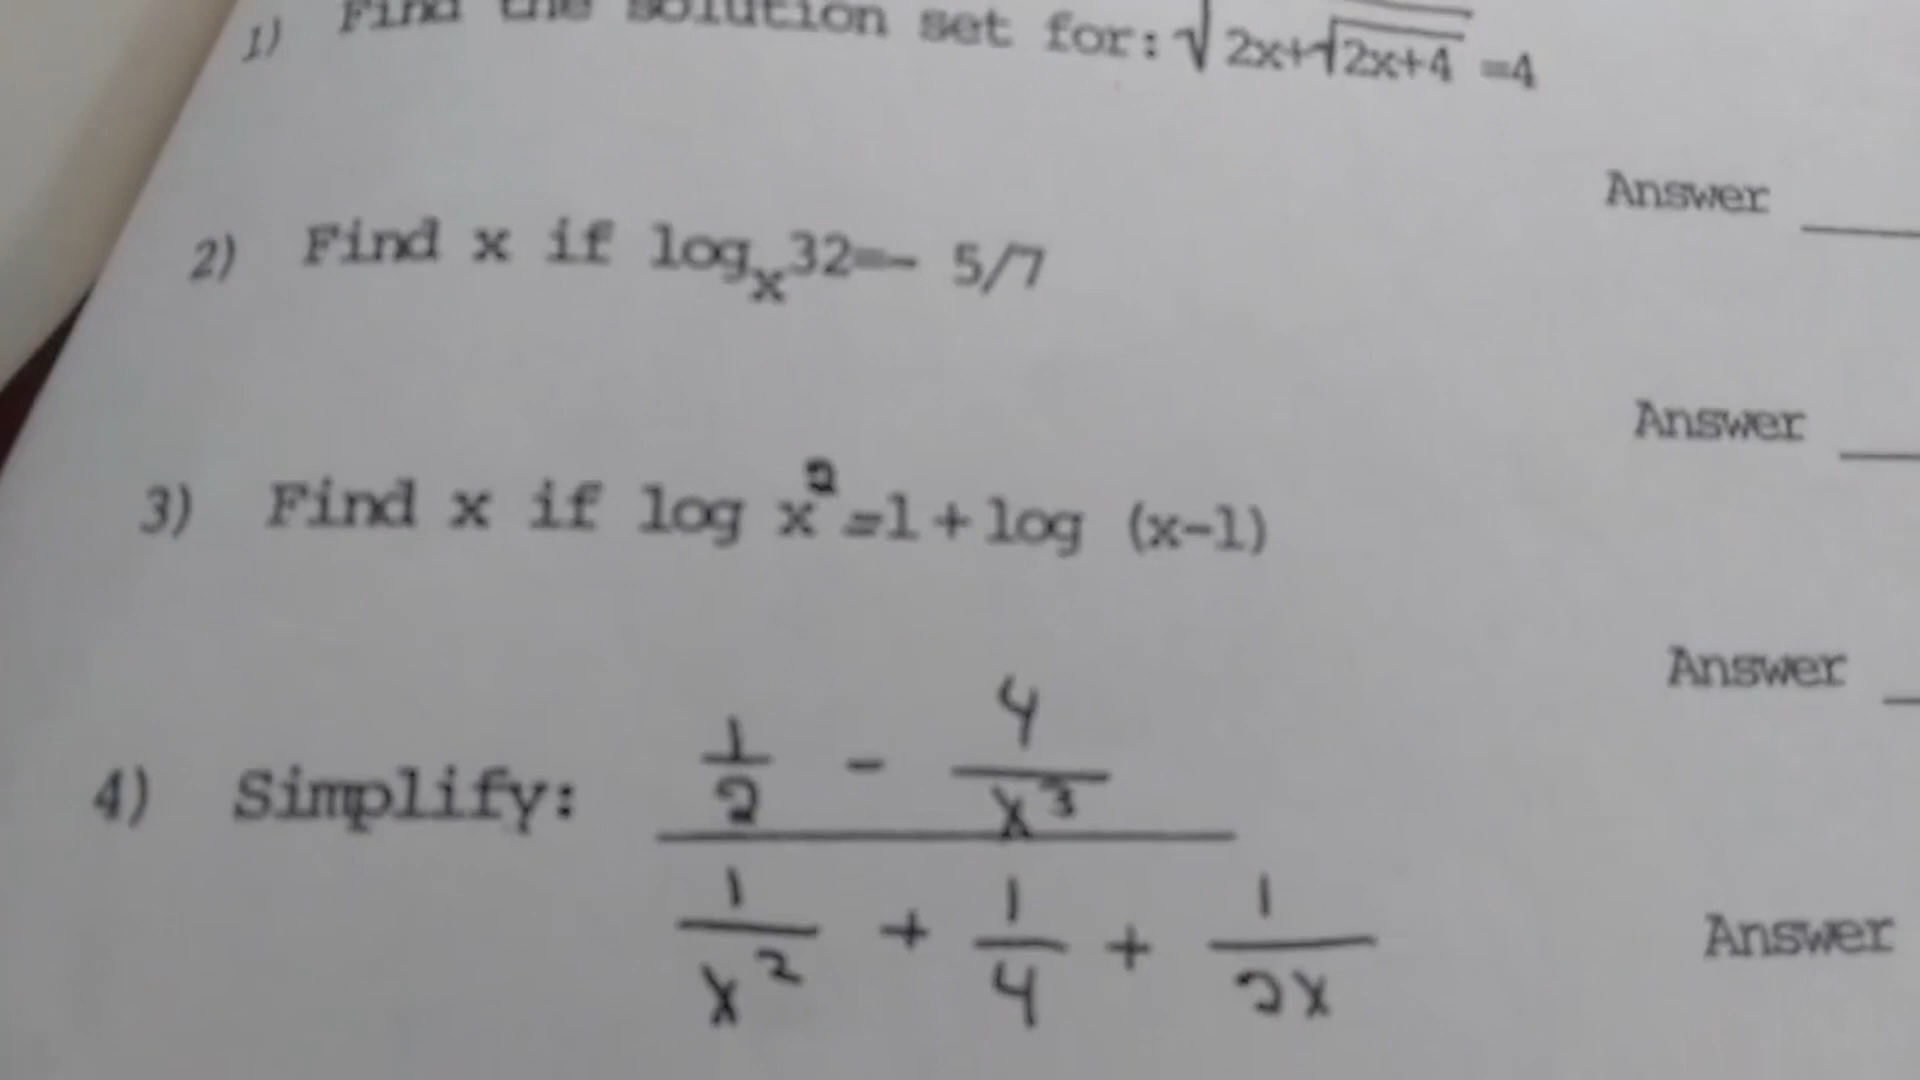 1) Find the solution set for: √2x+√2x+4 =4
Answer
2) Find x if logₓ32=- 5/7
Answer
3) Find x if log x²=1+log (x-1)
Answer
4) Simplify: 1/2 - 4/x³
1/x² + 1/4 + 1/2x
Answer